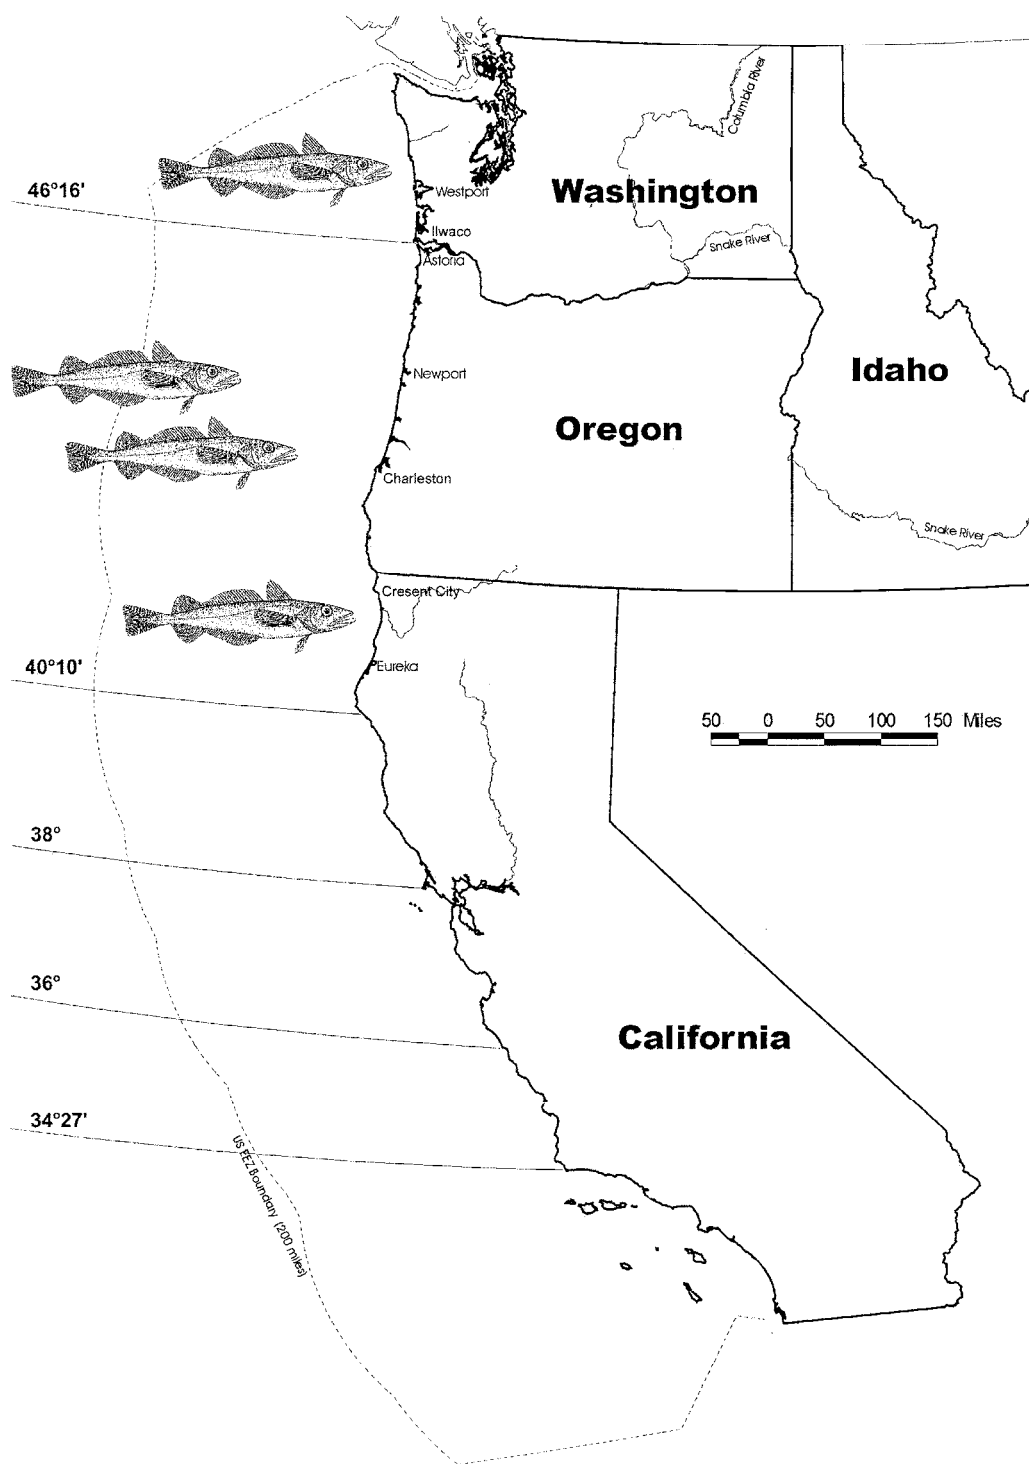 Columbia River
46°16'
Westport
Washington
Ilwaco
Snake River
Astoria
Newport
Idaho
Oregon
Charleston
Snake River
Cresent City
40°10'
Eureka
50 0 50 100 150 Miles
38°
36°
California
34°27'
US EEZ Boundary (200 miles)